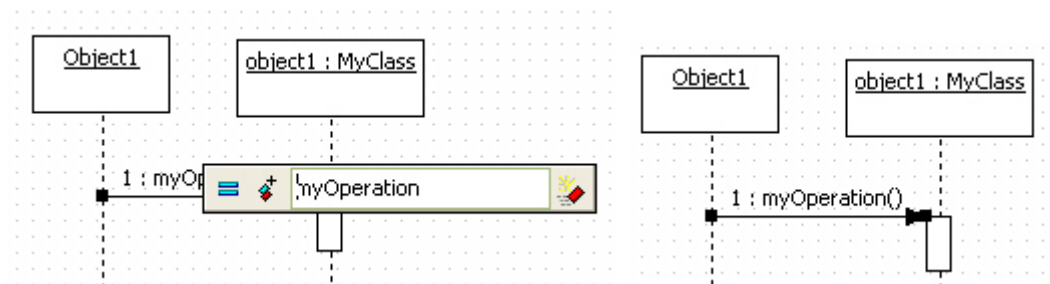 Object1
object1 : MyClass
1 : myOp
myOperation
Object1
object1 : MyClass
1 : myOperation()